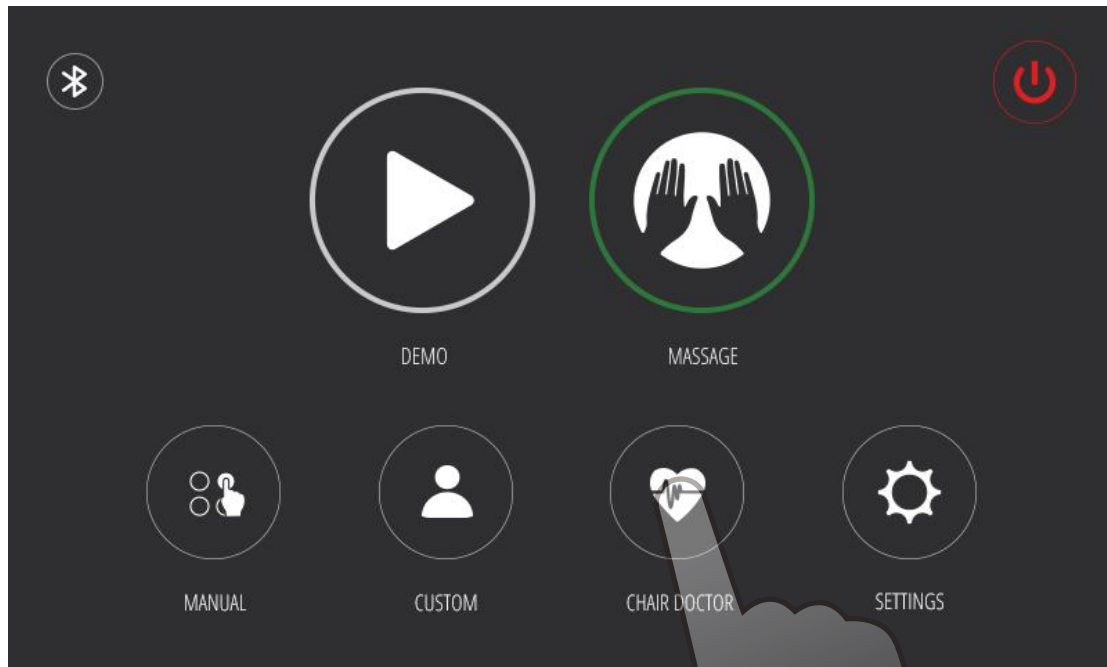 DEMO
MASSAGE
MANUAL
CUSTOM
CHAIR DOCTOR
SETTINGS